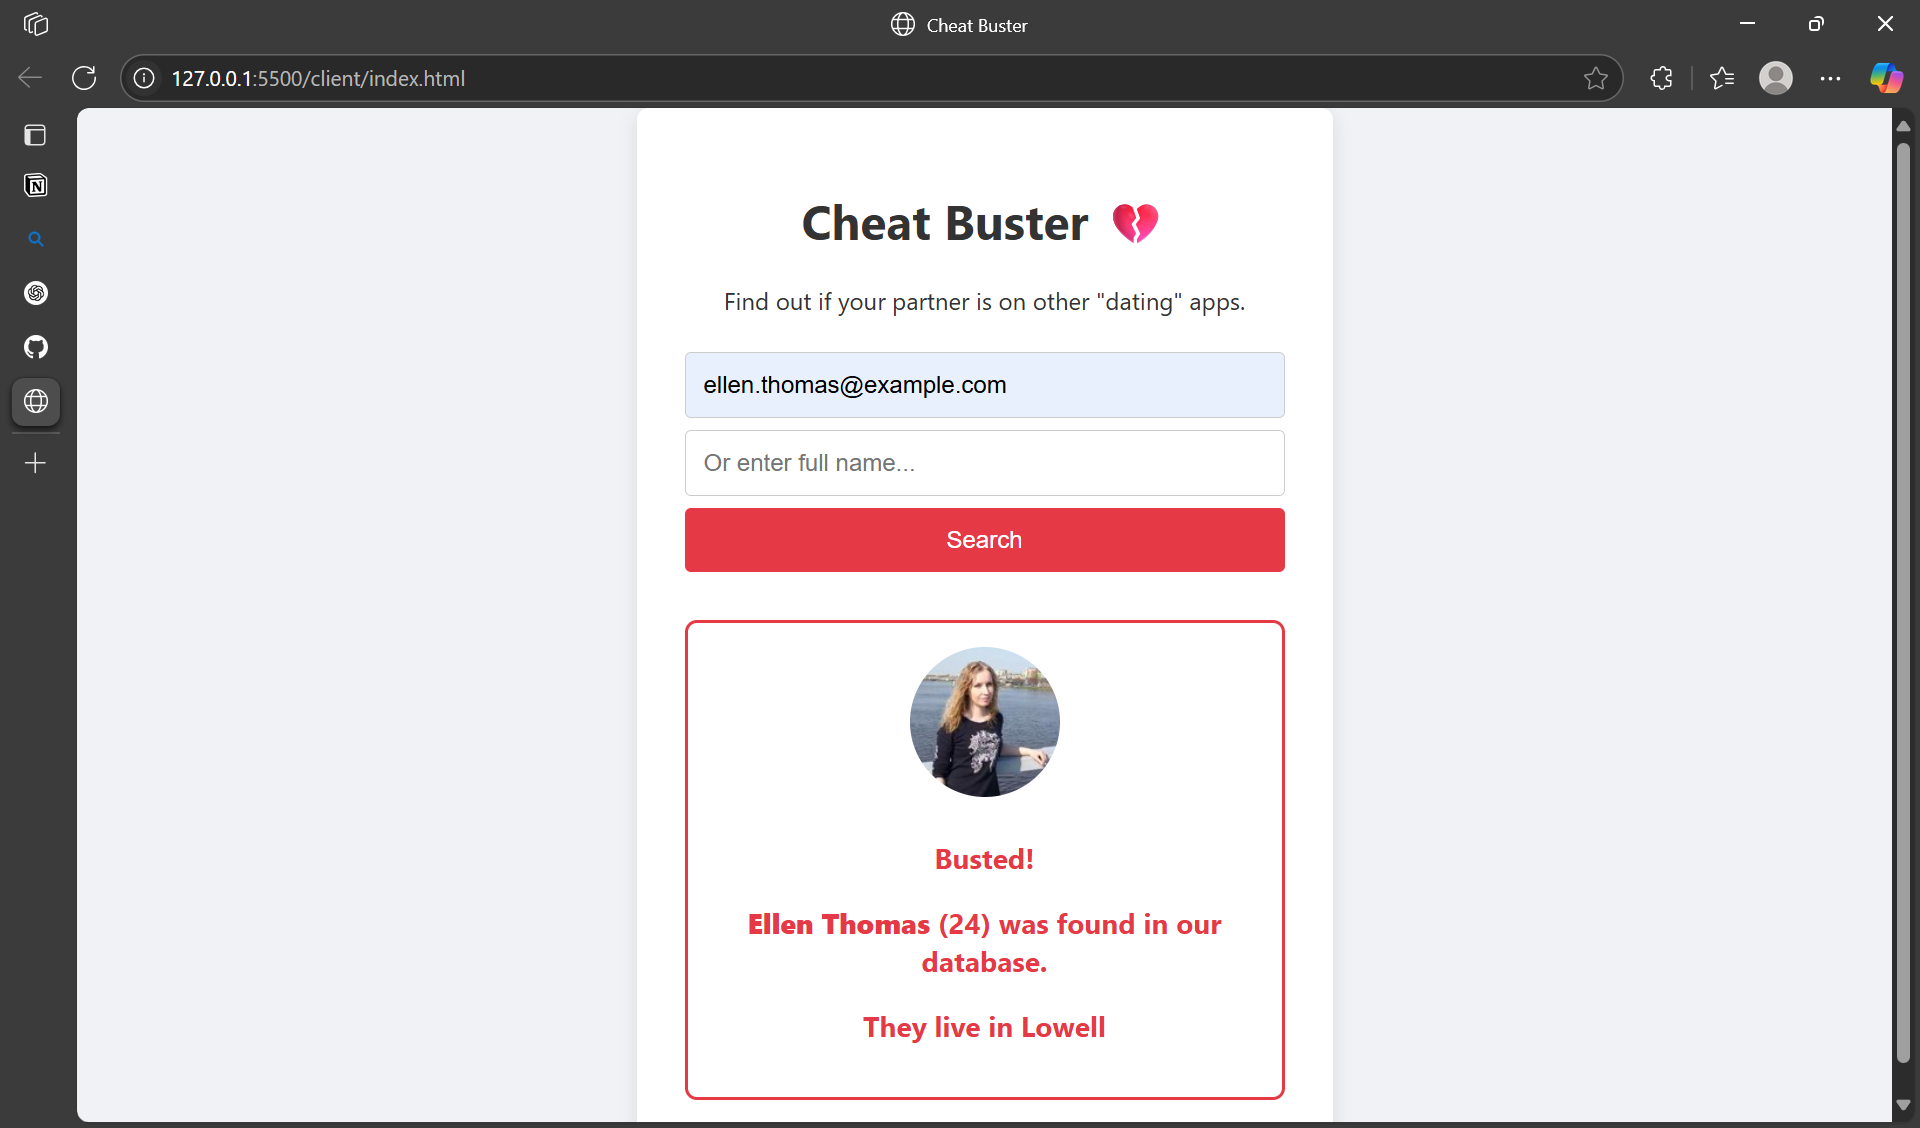 Cheat Buster
127.0.0.1:5500/client/index.html
Cheat Buster 💔
Find out if your partner is on other "dating" apps.
ellen.thomas@example.com
Or enter full name...
Search
Busted!
Ellen Thomas (24) was found in our
database.
They live in Lowell